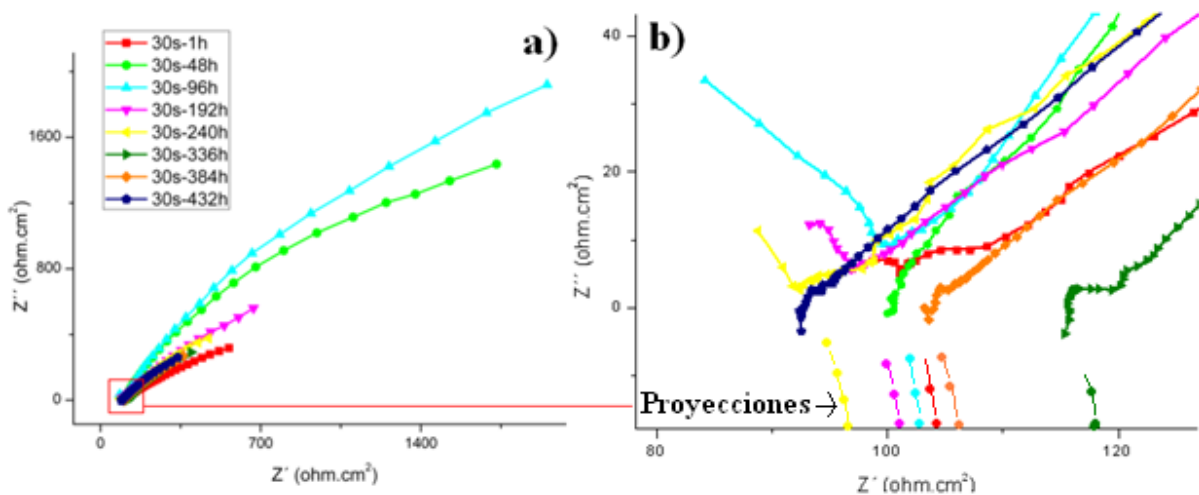 a)
30s-1h
30s-48h
30s-96h
30s-192h
30s-240h
30s-336h
30s-384h
30s-432h
1600
800
0
Z´´ (ohm.cm²)
0
700
1400
Z´ (ohm.cm²)
b)
40
20
0
Z´´ (ohm.cm²)
Proyecciones→
80
100
120
Z´ (ohm.cm²)